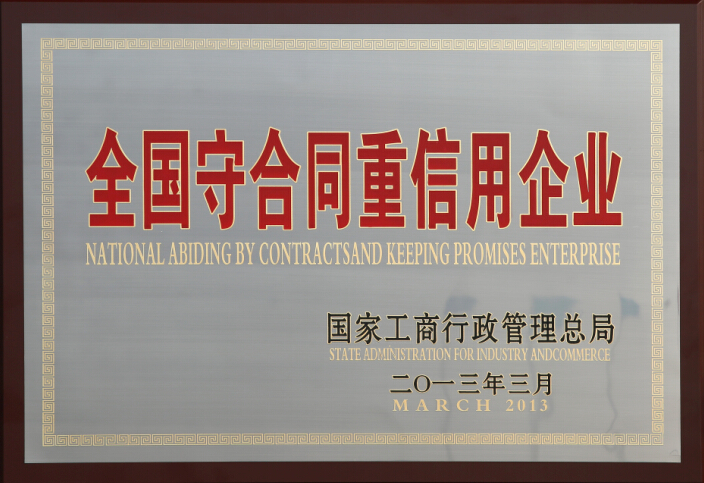 全国守合同重信用企业
NATIONAL ABIDING BY CONTRACTSAND KEEPING PROMISES ENTERPRISE
国家工商行政管理总局
STATE ADMINISTRATION FOR INDUSTRY ANDCOMMERCE
二〇一三年三月
MARCH 2013